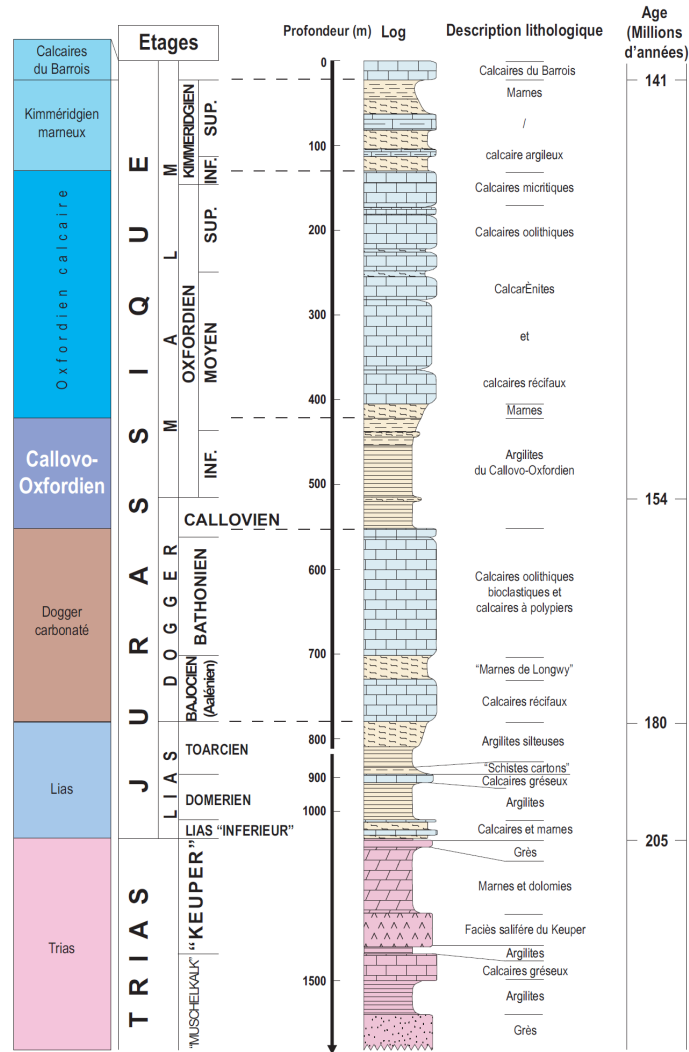 Profondeur (m)
Log
Description lithologique
Age
(Millions
d'années)
Etages
Calcaires
du Barrois
Kimméridgien
marneux
Oxfordien calcaire
Callovo-
Oxfordien
Dogger
carbonaté
Lias
Trias
JURASSIQUE
TRIAS
MALM
DOGGER
LIAS
KIMMERIDGIEN
SUP.
INF.
OXFORDIEN
SUP.
MOYEN
INF.
CALLOVIEN
BATHONIEN
BAJOCIEN
(Aalénien)
TOARCIEN
DOMERIEN
LIAS “INFERIEUR”
“KEUPER”
“MUSCHELKALK”
0
100
200
300
400
500
600
700
800
900
1000
1500
Calcaires du Barrois
Marnes
/
calcaire argileux
Calcaires micritiques
Calcaires oolithiques
CalcarÈnites
et
calcaires récifaux
Marnes
Argilites
du Callovo-Oxfordien
Calcaires oolithiques
bioclastiques et
calcaires à polypiers
“Marnes de Longwy”
Calcaires récifaux
Argilites silteuses
“Schistes cartons”
Calcaires gréseux
Argilites
Calcaires et marnes
Grès
Marnes et dolomies
Faciès salifére du Keuper
Argilites
Calcaires gréseux
Argilites
Grès
141
154
180
205